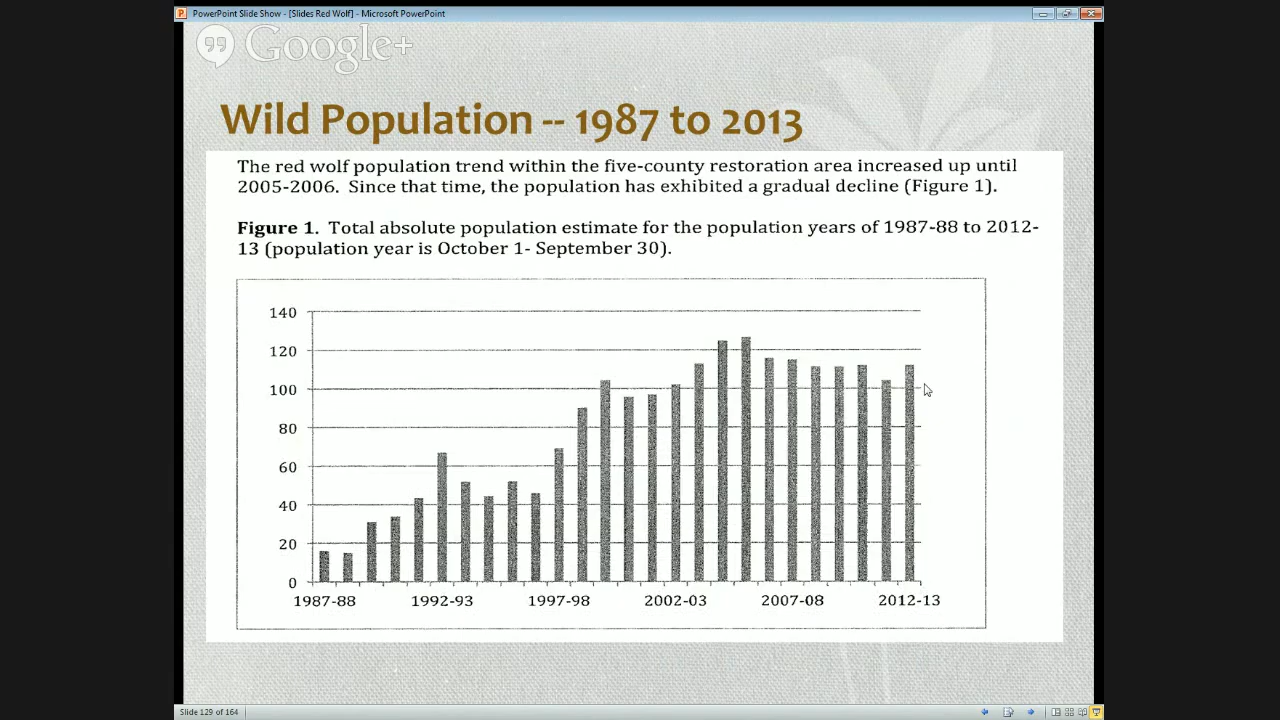 PowerPoint Slide Show - [Slides Red Wolf] - Microsoft PowerPoint
Google+
Wild Population -- 1987 to 2013
The red wolf population trend within the five-county restoration area increased up until
2005-2006. Since that time, the population has exhibited a gradual decline (Figure 1).
Figure 1. Total absolute population estimate for the population years of 1987-88 to 2012-
13 (population year is October 1- September 30).
140
120
100
80
60
40
20
0
1987-88 1992-93 1997-98 2002-03 2007-08 2012-13
Slide 129 of 164